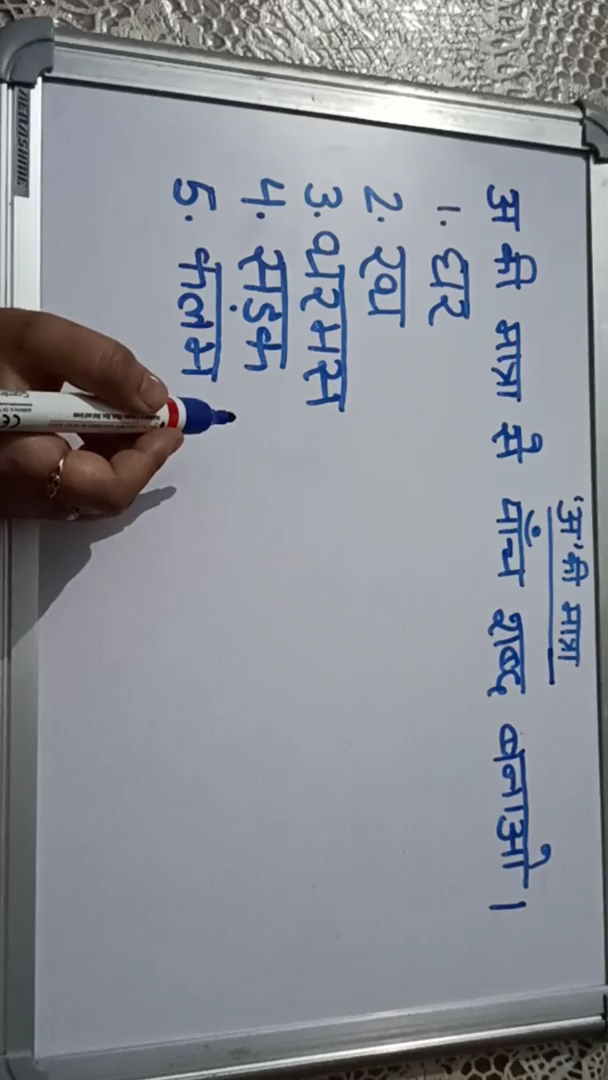 'अ' की मात्रा
अ की मात्रा से पाँच शब्द बनाओ।
1. घर
2. रथ
3. थरमस
4. सड़क
5. कलम